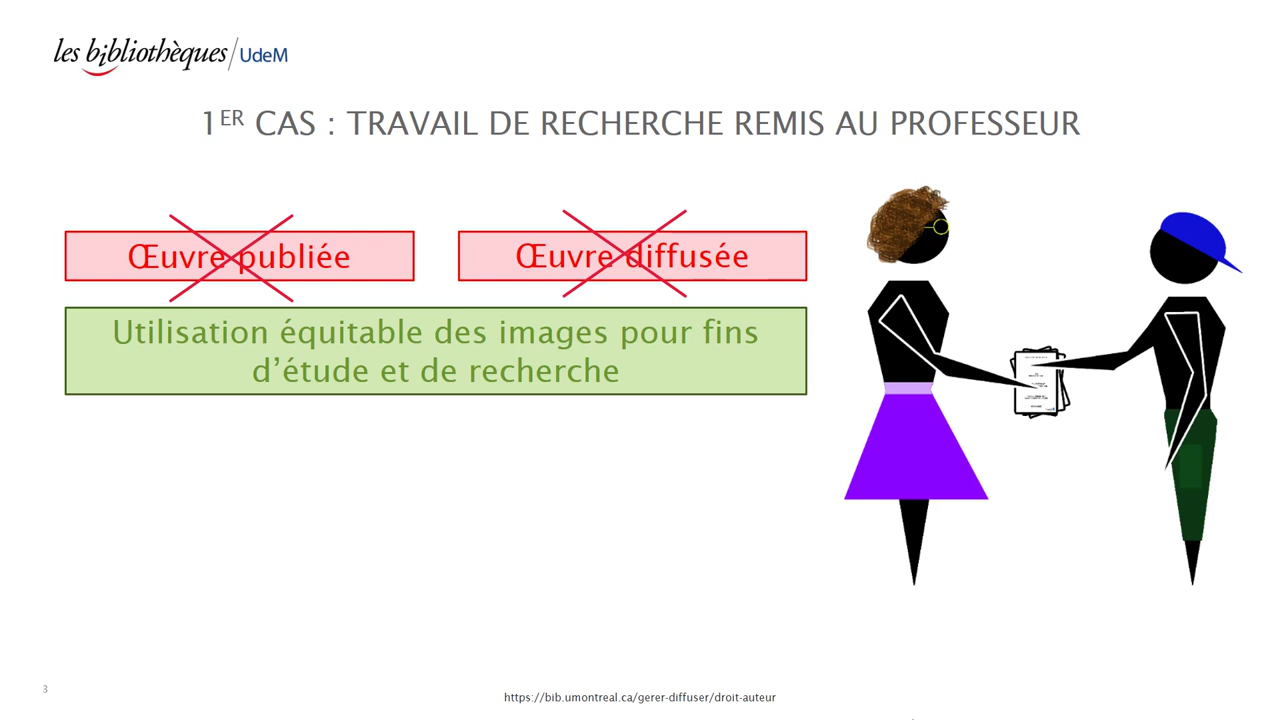 les bibliothèques/UdeM
1ER CAS : TRAVAIL DE RECHERCHE REMIS AU PROFESSEUR
Œuvre publiée
Œuvre diffusée
Utilisation équitable des images pour fins
d’étude et de recherche
3
https://bib.umontreal.ca/gerer-diffuser/droit-auteur